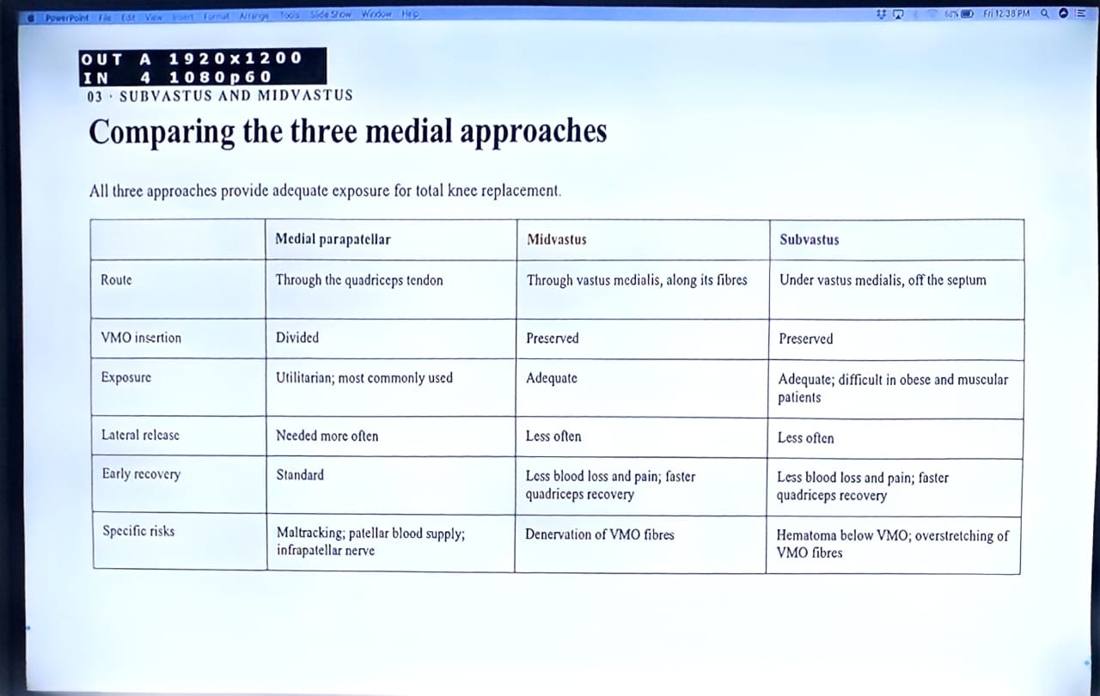 PowerPoint File Edit View Insert Format Arrange Tools Slide Show Window Help
Fri 12:38 PM
OUT A 1920x1200
IN 4 1080p60
03 · SUBVASTUS AND MIDVASTUS
Comparing the three medial approaches
All three approaches provide adequate exposure for total knee replacement.
Medial parapatellar Midvastus Subvastus
Route Through the quadriceps tendon Through vastus medialis, along its fibres Under vastus medialis, off the septum
VMO insertion Divided Preserved Preserved
Exposure Utilitarian; most commonly used Adequate Adequate; difficult in obese and muscular
patients
Lateral release Needed more often Less often Less often
Early recovery Standard Less blood loss and pain; faster Less blood loss and pain; faster
quadriceps recovery quadriceps recovery
Specific risks Maltracking; patellar blood supply; Denervation of VMO fibres Hematoma below VMO; overstretching of
infrapatellar nerve VMO fibres